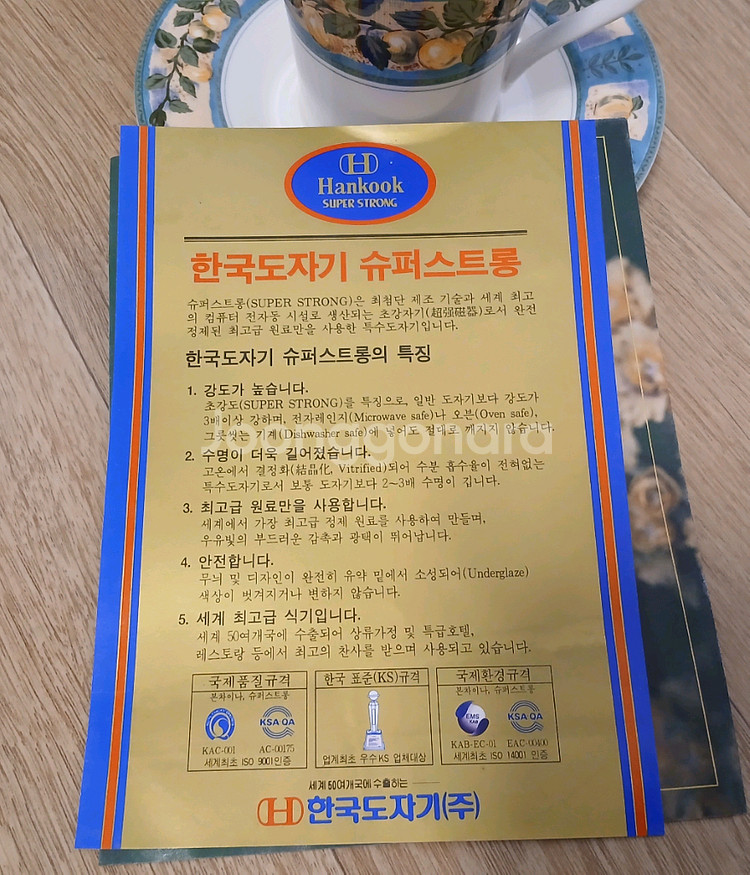 Hankook
SUPER STRONG
한국도자기 슈퍼스트롱
슈퍼스트롱(SUPER STRONG)은 최첨단 제조 기술과 세계 최고
의 컴퓨터 전자동 시설로 생산되는 초강자기(超强磁器)로서 완전
정제된 최고급 원료만을 사용한 특수도자기입니다.
한국도자기 슈퍼스트롱의 특징
1. 강도가 높습니다.
초강도(SUPER STRONG)를 특징으로, 일반 도자기보다 강도가
3배이상 강하며, 전자레인지(Microwave safe)나 오븐(Oven safe),
그릇씻는 기계(Dishwasher safe)에 넣어도 절대로 깨지지 않습니다.
2. 수명이 더욱 길어졌습니다.
고온에서 결정화(結晶化, Vitrified)되어 수분 흡수율이 전혀없는
특수도자기로서 보통 도자기보다 2~3배 수명이 깁니다.
3. 최고급 원료만을 사용합니다.
세계에서 가장 최고급 정제 원료를 사용하여 만들며,
우유빛의 부드러운 감촉과 광택이 뛰어납니다.
4. 안전합니다.
무늬 및 디자인이 완전히 유약 밑에서 소성되어(Underglaze)
색상이 벗겨지거나 변하지 않습니다.
5. 세계 최고급 식기입니다.
세계 50여개국에 수출되어 상류가정 및 특급호텔,
레스토랑 등에서 최고의 찬사를 받으며 사용되고 있습니다.
국제품질규격
본차이나, 슈퍼스트롱
KSA QA
KAC-001 AC-00175
세계최초 ISO 9001인증
한국 표준(KS)규격
업계최초 우수KS 업체대상
국제환경규격
본차이나, 슈퍼스트롱
EMS
KAB
KSA QA
KAB-EC-01 EAC-00400
세계최초 ISO 14001 인증
세계 50여개국에 수출하는
한국도자기(주)